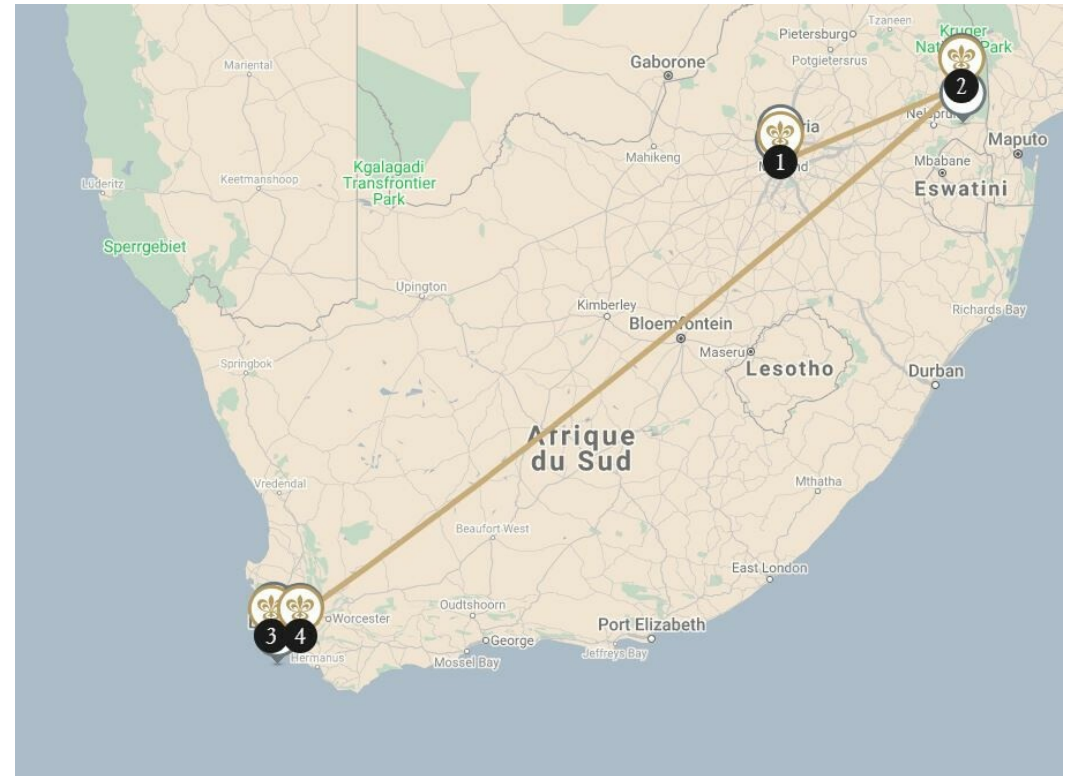 Tzaneen
Kruger
Pietersburg
National Park
Potgietersrus
Gaborone
Mariental
2
Maputo
1
Mahikeng
Mbabane
Eswatini
Kgalagadi
Transfrontier
Park
Keetmanshoop
Lüderitz
Sperrgebiet
Upington
Kimberley
Richards Bay
Bloemfontein
Maseru
Lesotho
Springbok
Durban
Afrique
du Sud
Vredendal
Mthatha
Beaufort West
East London
Oudtshoorn
Worcester
Port Elizabeth
3
4
George
Jeffreys Bay
Hermanus
Mossel Bay